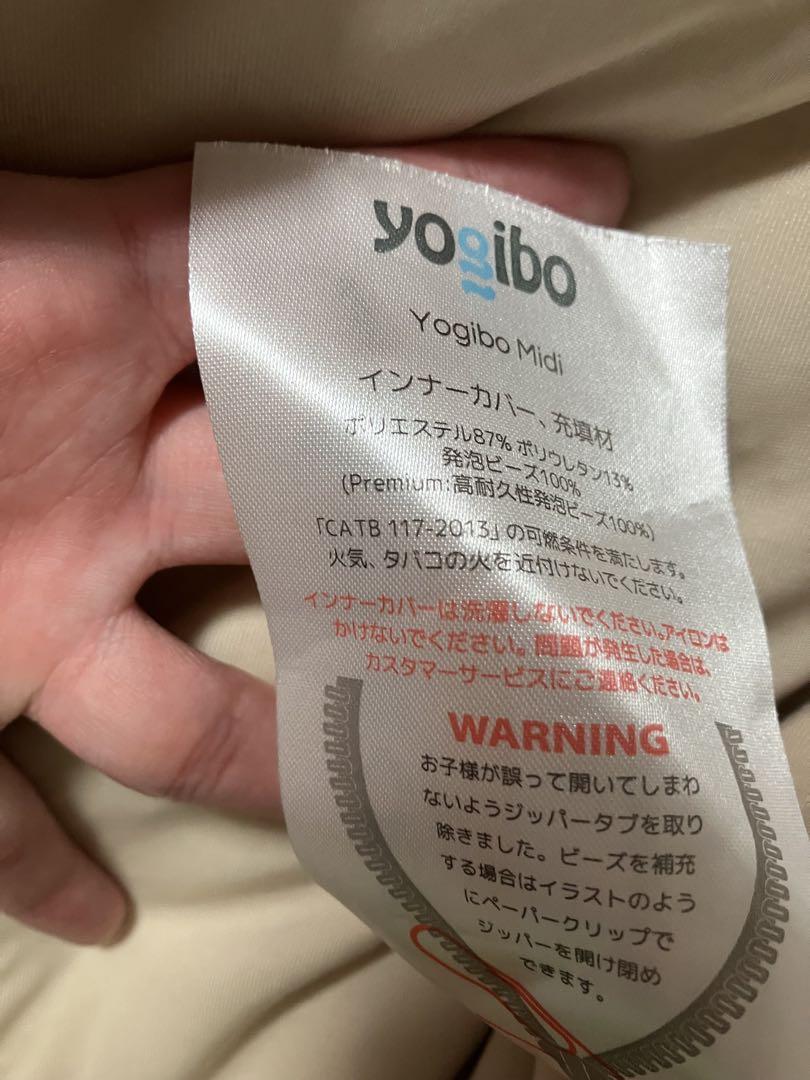 yogibo
Yogibo Midi
インナーカバー、充填材
ポリエステル87% ポリウレタン13%
発泡ビーズ100%
(Premium:高耐久性発泡ビーズ100%)
「CATB 117-2013」の可燃条件を満たします。
火気、タバコの火を近付けないでください。
インナーカバーは洗濯しないでください。アイロンは
かけないでください。問題が発生した場合は、
カスタマーサービスにご連絡ください。
WARNING
お子様が誤って開いてしまわ
ないようジッパータブを取り
除きました。ビーズを補充
する場合はイラストのよう
にペーパークリップで
ジッパーを開け閉め
できます。